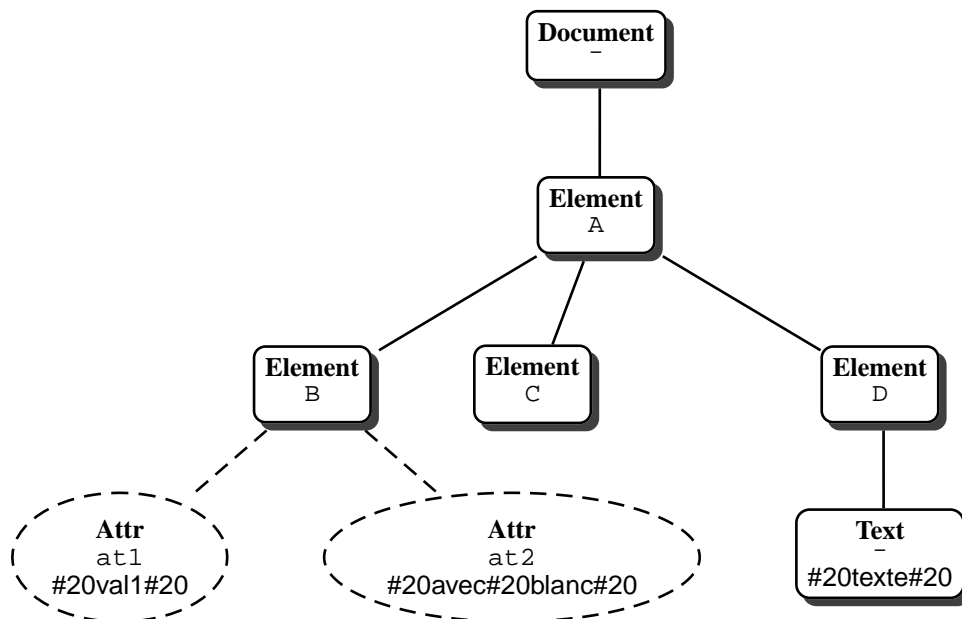 Document
-
Element
A
Element
B
Element
C
Element
D
Attr
at1
#20val1#20
Attr
at2
#20avec#20blanc#20
Text
-
#20texte#20